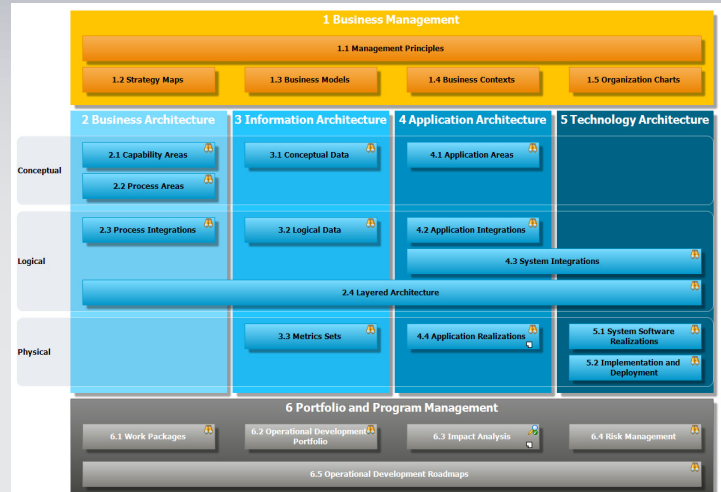 1 Business Management
1.1 Management Principles
1.2 Strategy Maps
1.3 Business Models
1.4 Business Contexts
1.5 Organization Charts
2 Business Architecture
3 Information Architecture
4 Application Architecture
5 Technology Architecture
Conceptual
2.1 Capability Areas
3.1 Conceptual Data
4.1 Application Areas
2.2 Process Areas
Logical
2.3 Process Integrations
3.2 Logical Data
4.2 Application Integrations
4.3 System Integrations
2.4 Layered Architecture
Physical
3.3 Metrics Sets
4.4 Application Realizations
5.1 System Software
Realizations
5.2 Implementation and
Deployment
6 Portfolio and Program Management
6.1 Work Packages
6.2 Operational Development
Portfolio
6.3 Impact Analysis
6.4 Risk Management
6.5 Operational Development Roadmaps